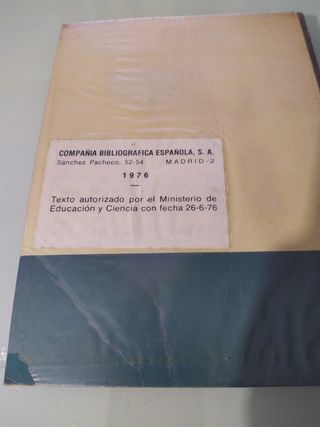 COMPAÑIA BIBLIOGRAFICA ESPAÑOLA, S. A.
Sánchez Pacheco, 52-54 MADRID-2
1976
Texto autorizado por el Ministerio de
Educación y Ciencia con fecha 26-6-76